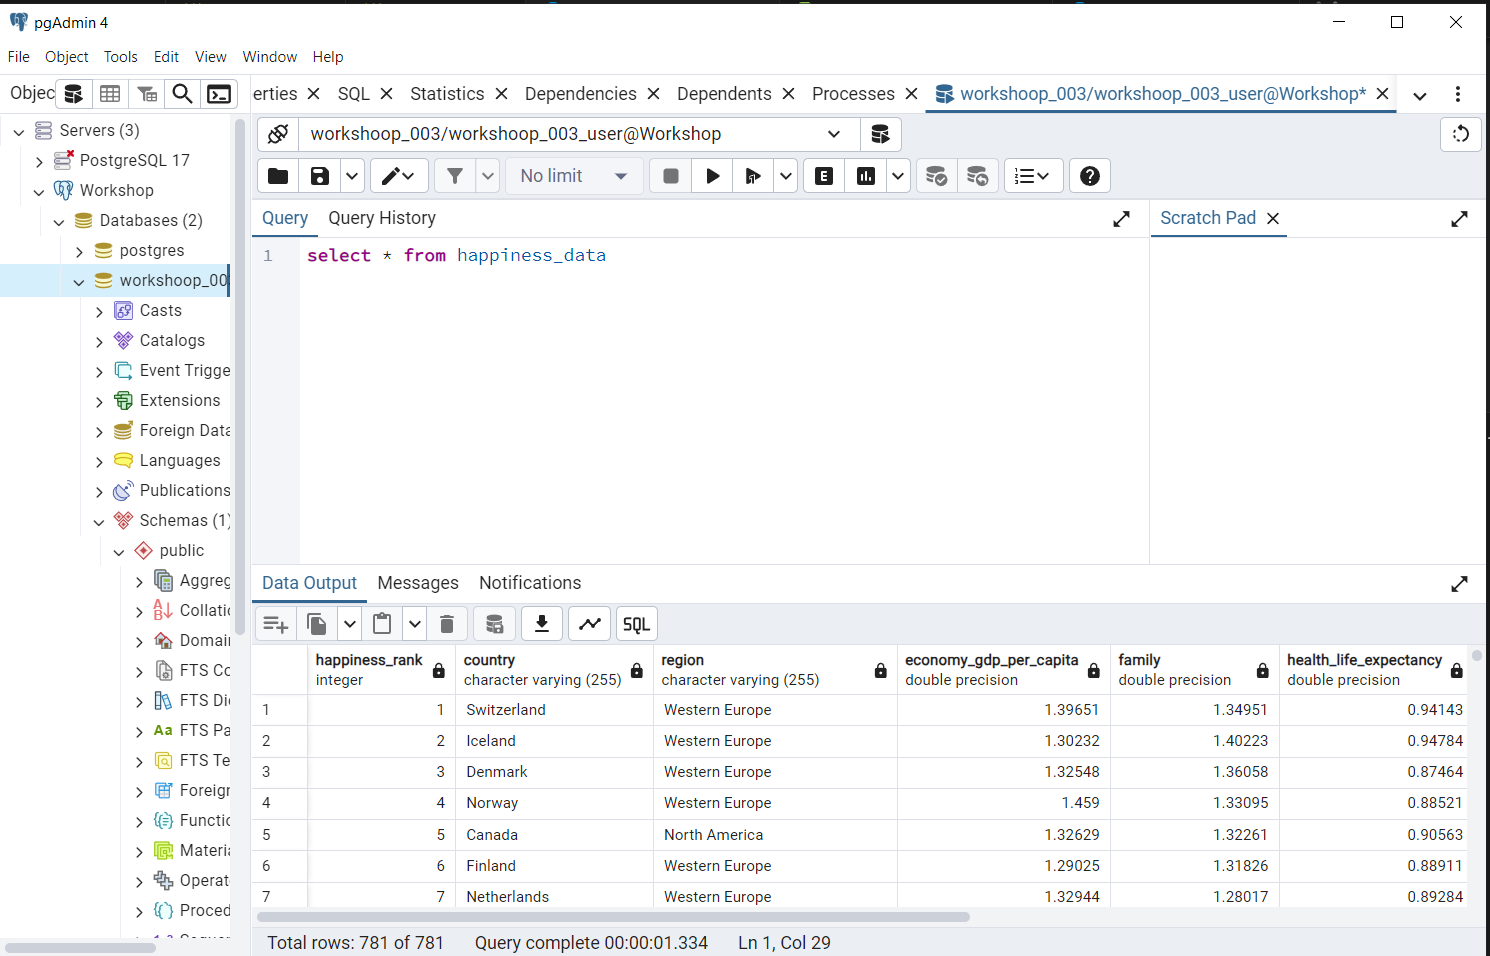 pgAdmin 4
File Object Tools Edit View Window Help
Objec
erties SQL Statistics Dependencies Dependents Processes workshoop_003/workshoop_003_user@Workshop*
Servers (3)
PostgreSQL 17
Workshop
Databases (2)
postgres
workshoop_00
Casts
Catalogs
Event Trigge
Extensions
Foreign Data
Languages
Publications
Schemas (1)
public
Aggreg
Collatio
Domain
FTS Co
FTS Di
FTS Pa
FTS Te
Foreign
Functio
Materia
Operat
Proced
workshoop_003/workshoop_003_user@Workshop
No limit
E
Query Query History
Scratch Pad
1 select * from happiness_data
Data Output Messages Notifications
SQL
happiness_rank country region economy_gdp_per_capita family health_life_expectancy
integer character varying (255) character varying (255) double precision double precision double precision
1 1 Switzerland Western Europe 1.39651 1.34951 0.94143
2 2 Iceland Western Europe 1.30232 1.40223 0.94784
3 3 Denmark Western Europe 1.32548 1.36058 0.87464
4 4 Norway Western Europe 1.459 1.33095 0.88521
5 5 Canada North America 1.32629 1.32261 0.90563
6 6 Finland Western Europe 1.29025 1.31826 0.88911
7 7 Netherlands Western Europe 1.32944 1.28017 0.89284
Total rows: 781 of 781 Query complete 00:00:01.334 Ln 1, Col 29